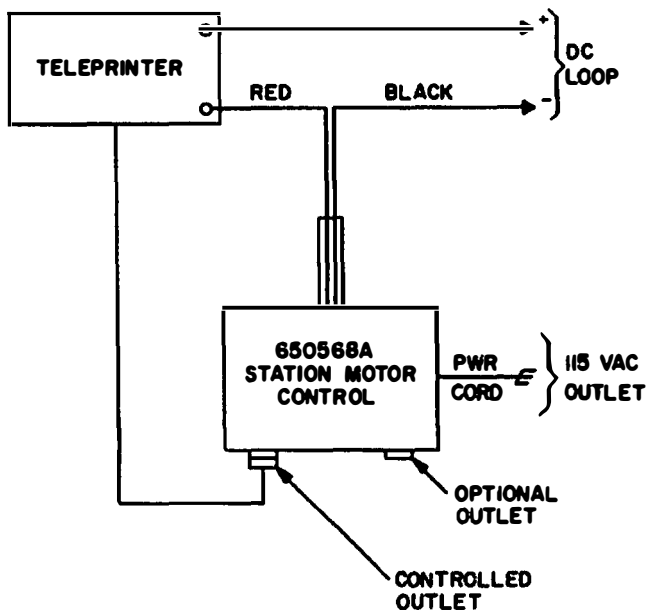 TELEPRINTER
+
DC
LOOP
RED
BLACK
-
650568A
STATION MOTOR
CONTROL
PWR
CORD
115 VAC
OUTLET
OPTIONAL
OUTLET
CONTROLLED
OUTLET